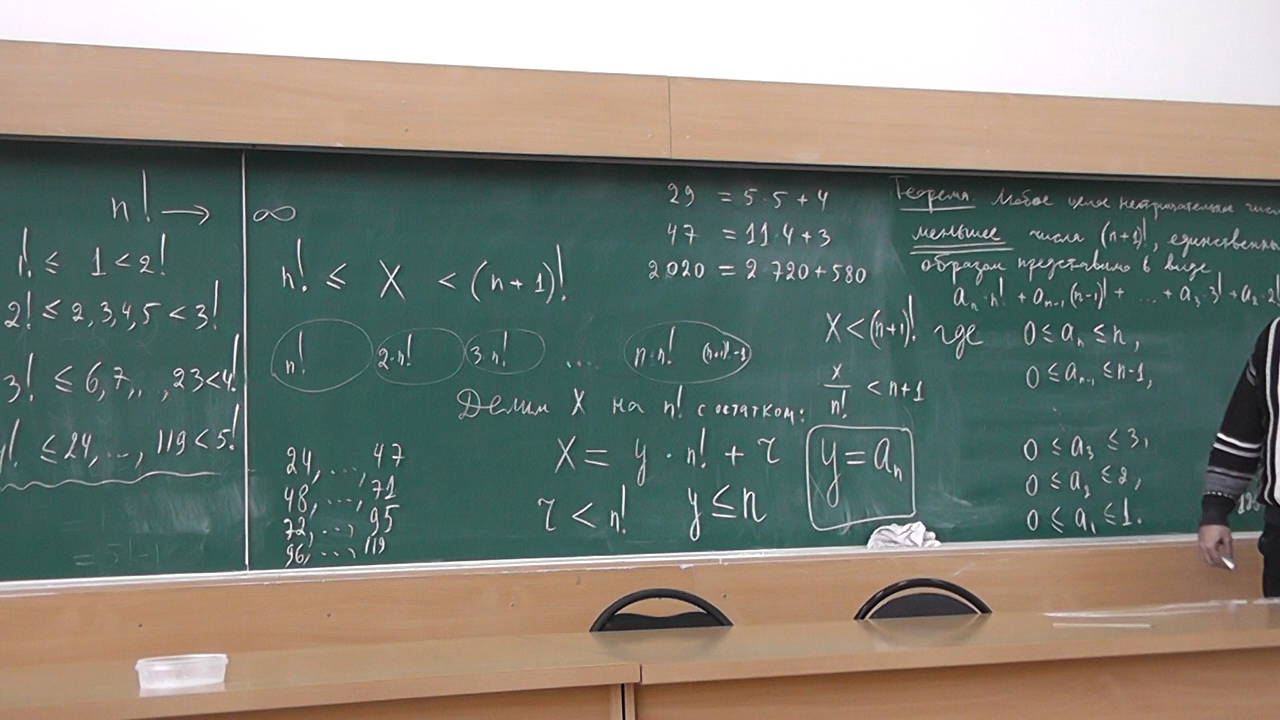 n! → ∞
1! ≤ 1 < 2!
2! ≤ 2, 3, 4, 5 < 3!
3! ≤ 6, 7, .., 23 < 4!
! ≤ 24, ..., 119 < 5!
= 5! - 1
n! ≤ X < (n+1)!
n! 2·n! 3·n! ... n·n! (n+1)!-1
Делим X на n! с остатком:
24, ..., 47
48, ..., 71
72, ..., 95
96, ..., 119
X = y · n! + r
r < n! y ≤ n
29 = 5·5 + 4
47 = 11·4 + 3
2020 = 2·720 + 580
X < (n+1)!
x/n! < n+1
y = aₙ
Теорема. Любое целое неотрицательное числ
меньшее числа (n+1)!, единственны
образом представимо в виде
aₙ·n! + aₙ₋₁(n-1)! + ... + a₃·3! + a₂·2!
где 0 ≤ aₙ ≤ n,
0 ≤ aₙ₋₁ ≤ n-1,
0 ≤ a₃ ≤ 3,
0 ≤ a₂ ≤ 2,
0 ≤ a₁ ≤ 1.